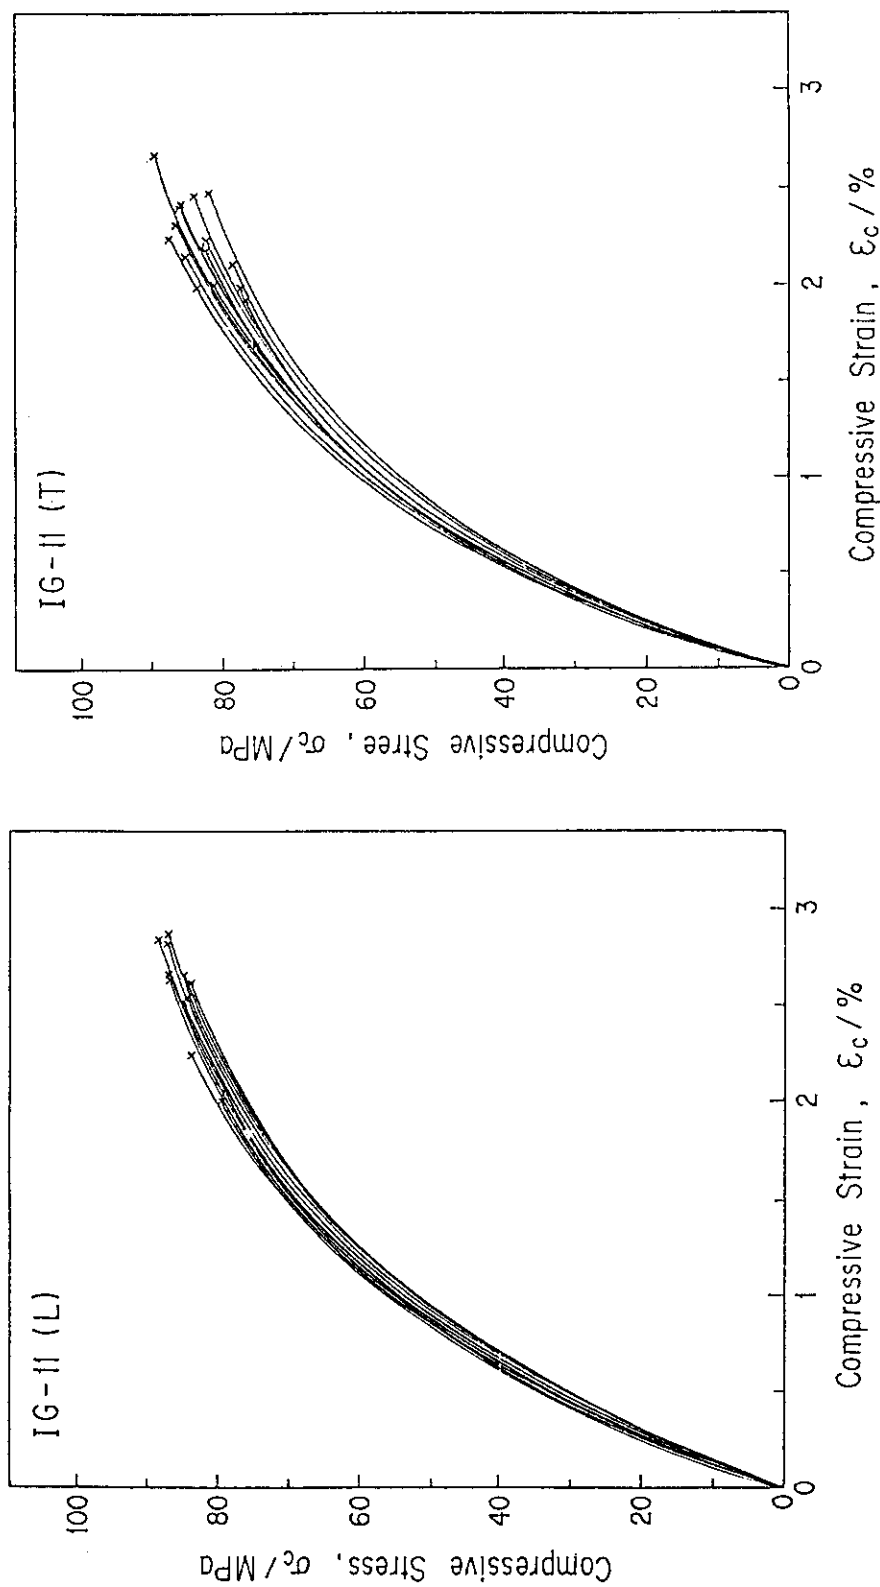 IG-11 (L)
Compressive Stress, σc/MPa
100
80
60
40
20
0
0 1 2 3
Compressive Strain, εc/%
IG-11 (T)
Compressive Stree, σc/MPa
100
80
60
40
20
0
0 1 2 3
Compressive Strain, εc/%